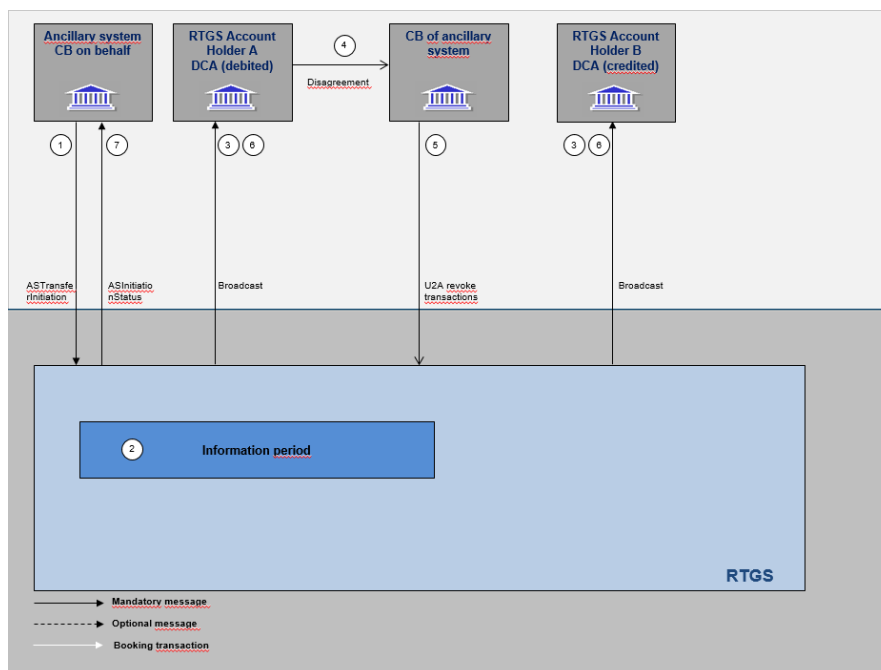 Ancillary system
CB on behalf
RTGS Account
Holder A
DCA (debited)
4
Disagreement
CB of ancillary
system
RTGS Account
Holder B
DCA (credited)
1
7
3
6
5
3
6
ASTransfe
rInitiation
ASInitiatio
nStatus
Broadcast
U2A revoke
transactions
Broadcast
2
Information period
RTGS
Mandatory message
Optional message
Booking transaction